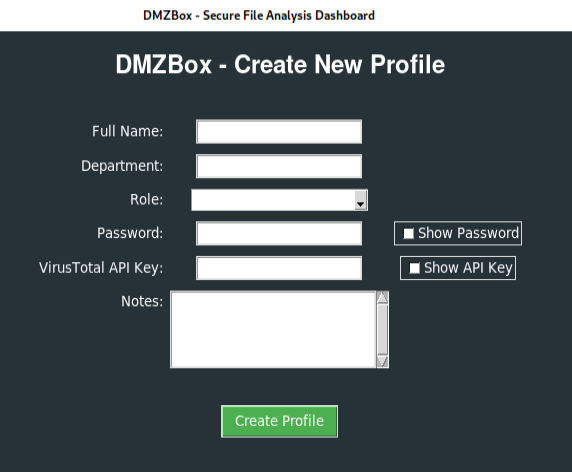 DMZBox - Secure File Analysis Dashboard
DMZBox - Create New Profile
Full Name:
Department:
Role:
Password:
Show Password
VirusTotal API Key:
Show API Key
Notes:
Create Profile